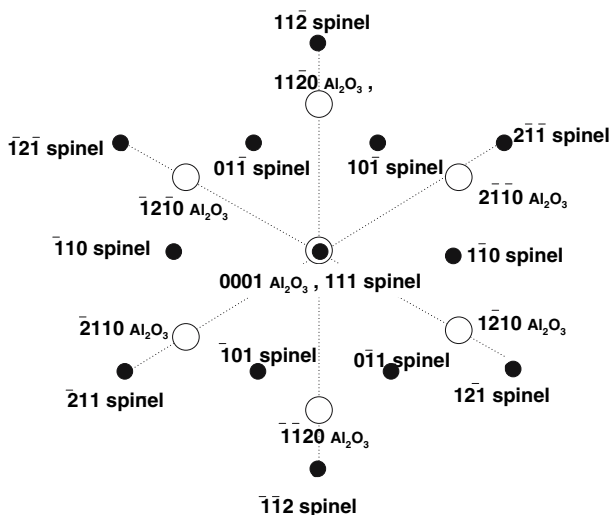 112̄ spinel
112̄0 Al₂O₃ ,
1̄21̄ spinel
011̄ spinel
101̄ spinel
21̄1̄ spinel
1̄21̄0 Al₂O₃
21̄1̄0 Al₂O₃
1̄10 spinel
11̄0 spinel
0001 Al₂O₃ , 111 spinel
2̄110 Al₂O₃
12̄10 Al₂O₃
1̄01 spinel
01̄1 spinel
2̄11 spinel
12̄1 spinel
1̄1̄20 Al₂O₃
1̄1̄2 spinel